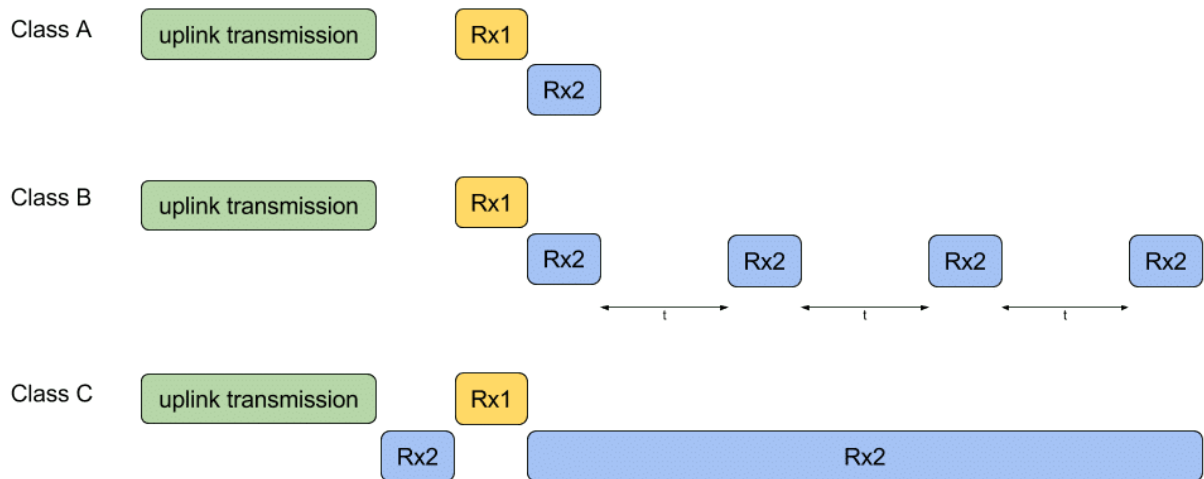 Class A
uplink transmission
Rx1
Rx2
Class B
uplink transmission
Rx1
Rx2
Rx2
Rx2
Rx2
t
t
t
Class C
uplink transmission
Rx1
Rx2
Rx2